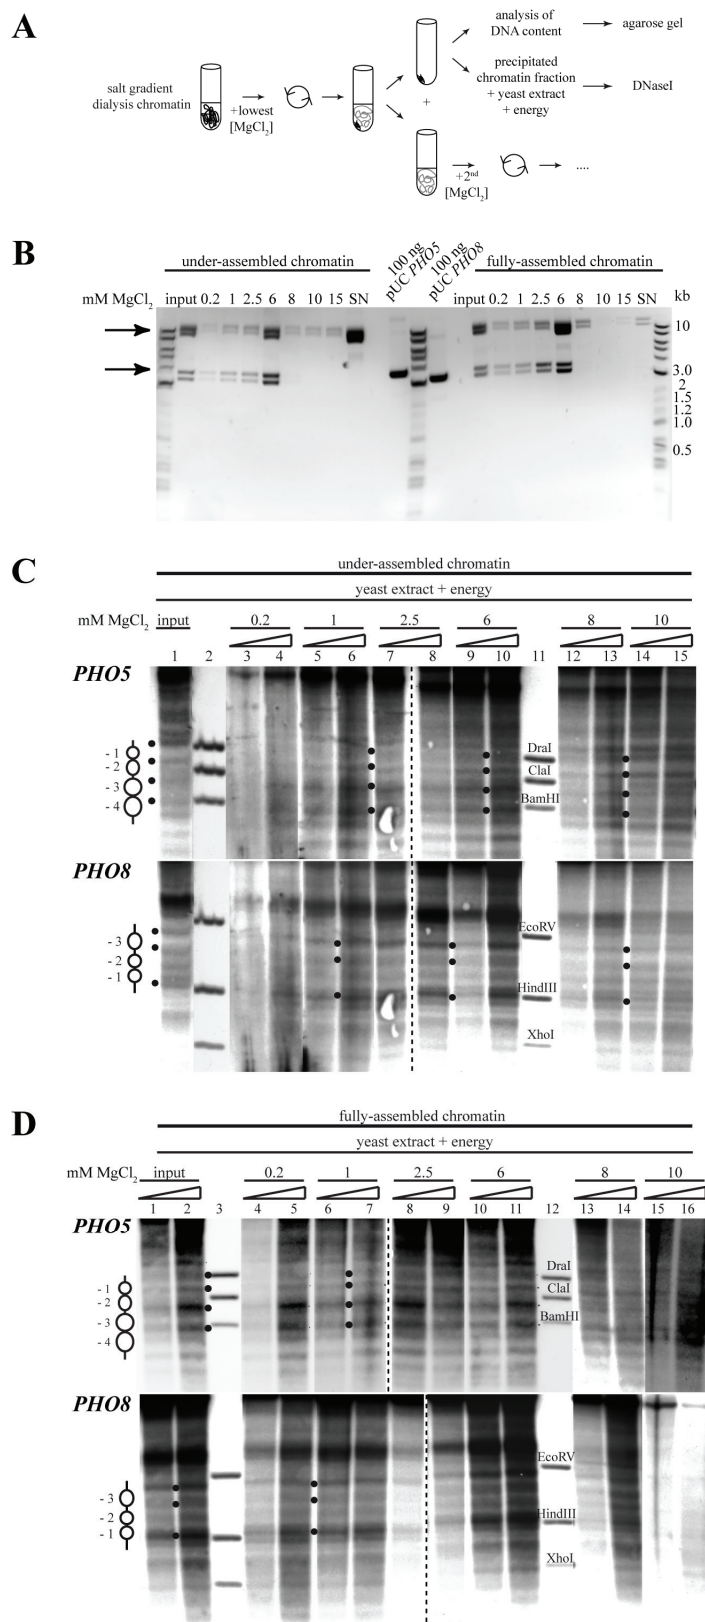 A
salt gradient
dialysis chromatin
+lowest
[MgCl2]
+
analysis of
DNA content
agarose gel
precipitated
chromatin fraction
+ yeast extract
+ energy
DNaseI
+2nd
[MgCl2]
....
B
under-assembled chromatin
100 ng
pUC PHO5
100 ng
pUC PHO8
fully-assembled chromatin
mM MgCl2 input 0.2 1 2.5 6 8 10 15 SN input 0.2 1 2.5 6 8 10 15 SN kb
10
3.0
2
1.5
1.2
1.0
0.5
C
under-assembled chromatin
yeast extract + energy
mM MgCl2 input 0.2 1 2.5 6 8 10
1 2 3 4 5 6 7 8 9 10 11 12 13 14 15
PHO5
- 1
- 2
- 3
- 4
DraI
ClaI
BamHI
PHO8
- 3
- 2
- 1
EcoRV
HindIII
XhoI
D
fully-assembled chromatin
yeast extract + energy
mM MgCl2 input 0.2 1 2.5 6 8 10
1 2 3 4 5 6 7 8 9 10 11 12 13 14 15 16
PHO5
- 1
- 2
- 3
- 4
DraI
ClaI
BamHI
PHO8
- 3
- 2
- 1
EcoRV
HindIII
XhoI